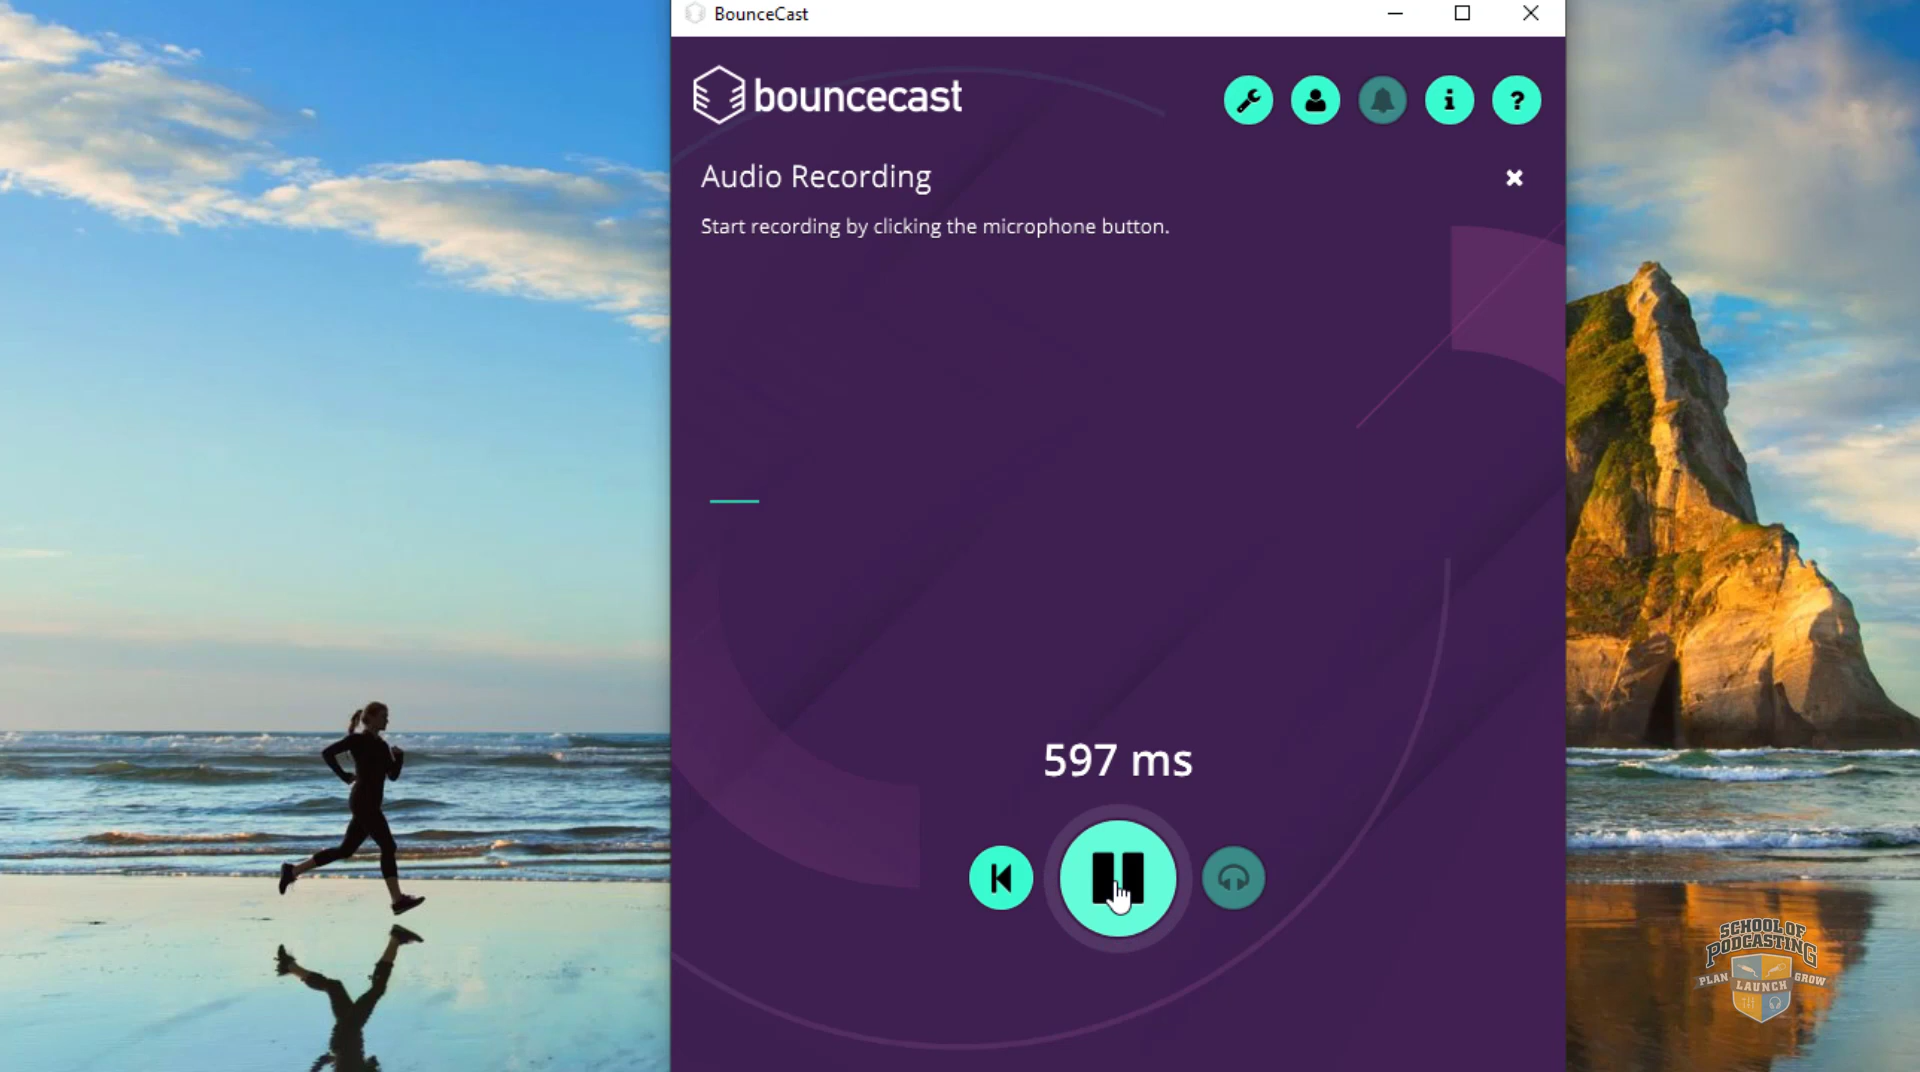 BounceCast
bouncecast
Audio Recording
Start recording by clicking the microphone button.
597 ms
SCHOOL OF
PODCASTING
PLAN
LAUNCH
GROW